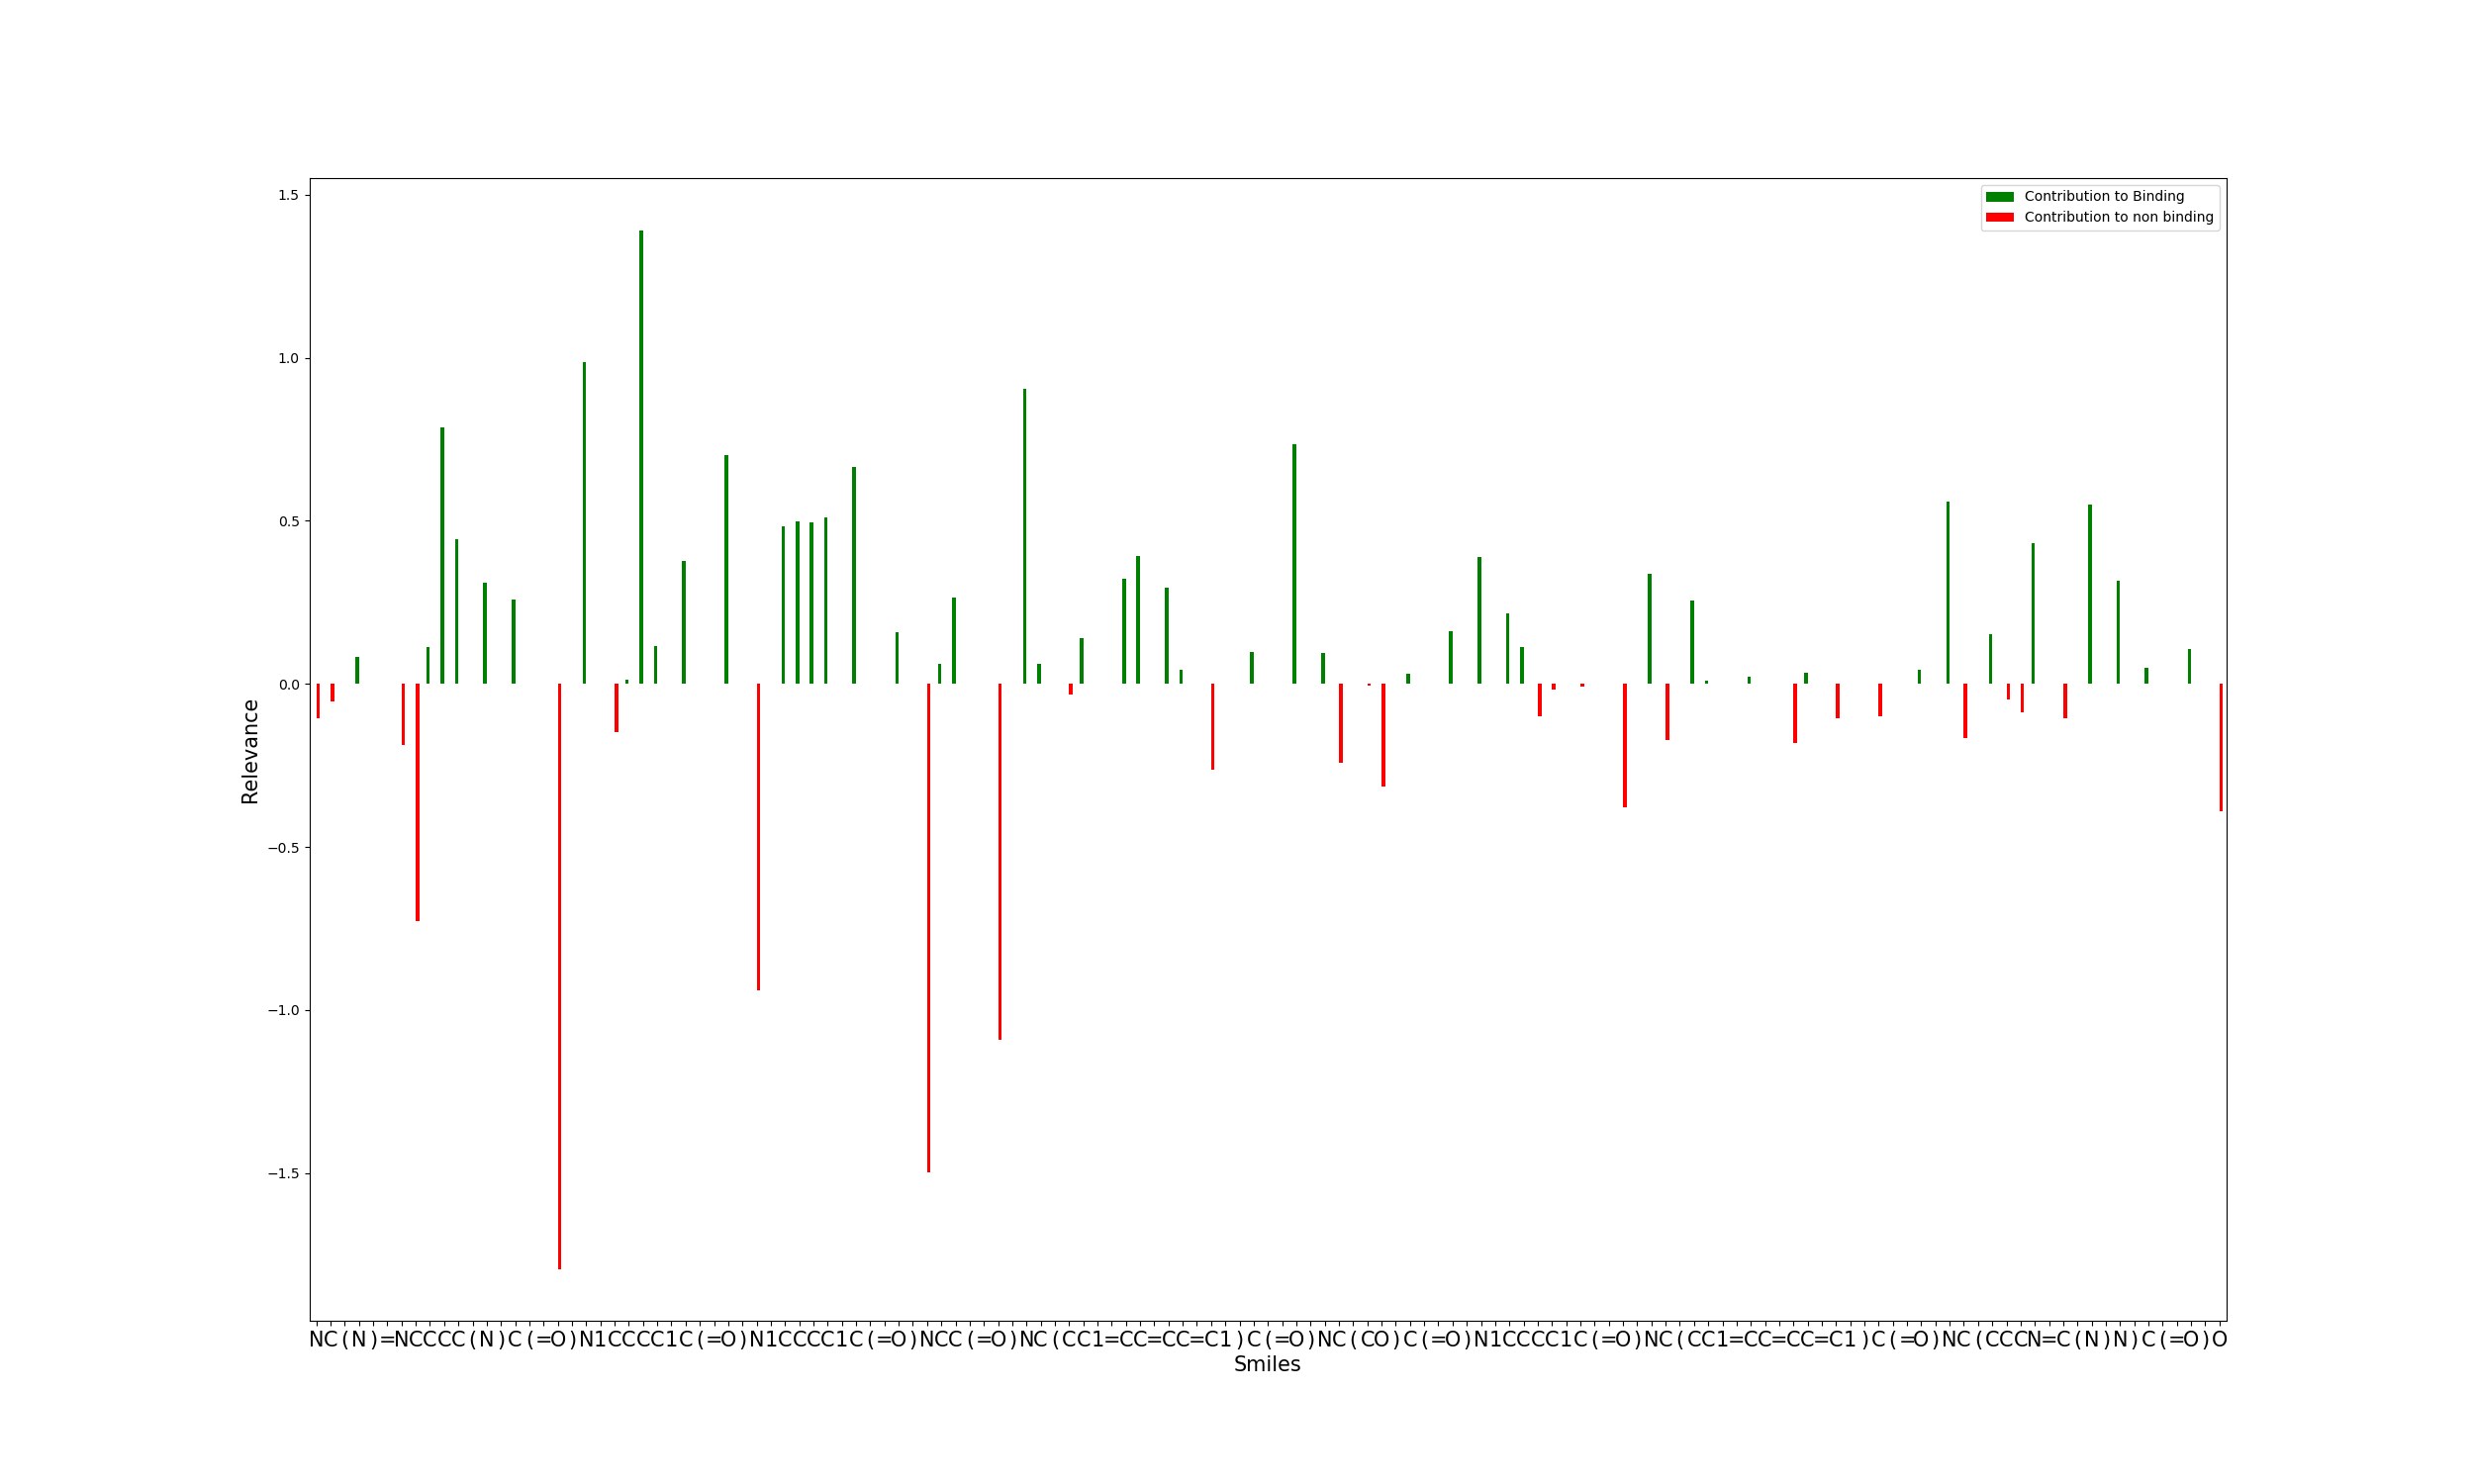 1.5
Contribution to Binding
Contribution to non binding
1.0
0.5
0.0
−0.5
−1.0
−1.5
Relevance
NC(N)=NCCCC(N)C(=O)N1CCCC1C(=O)N1CCCC1C(=O)NCC(=O)NC(CC1=CC=CC=C1)C(=O)NC(CO)C(=O)N1CCCC1C(=O)NC(CC1=CC=CC=C1)C(=O)NC(CCCN=C(N)N)C(=O)O
Smiles